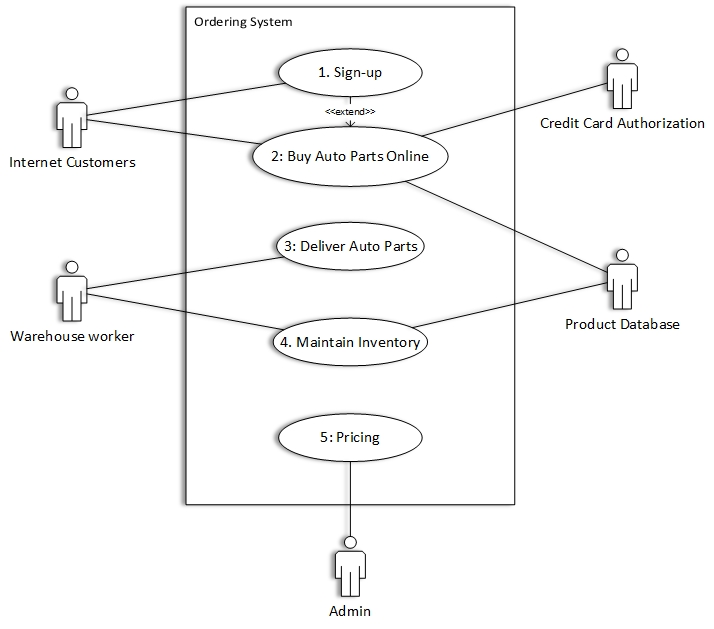 Ordering System
1. Sign-up
<<extend>>
2: Buy Auto Parts Online
Credit Card Authorization
Internet Customers
3: Deliver Auto Parts
Warehouse worker
Product Database
4. Maintain Inventory
5: Pricing
Admin